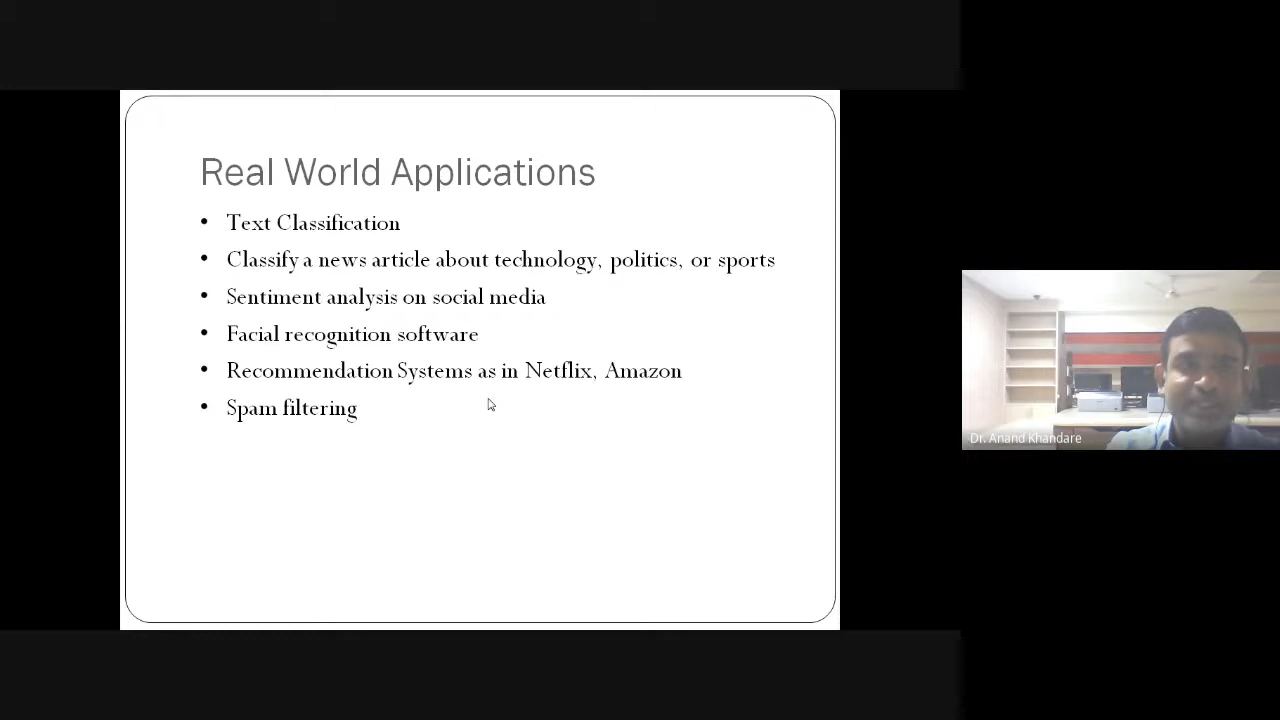 Real World Applications
• Text Classification
• Classify a news article about technology, politics, or sports
• Sentiment analysis on social media
• Facial recognition software
• Recommendation Systems as in Netflix, Amazon
• Spam filtering
Dr. Anand Khandare